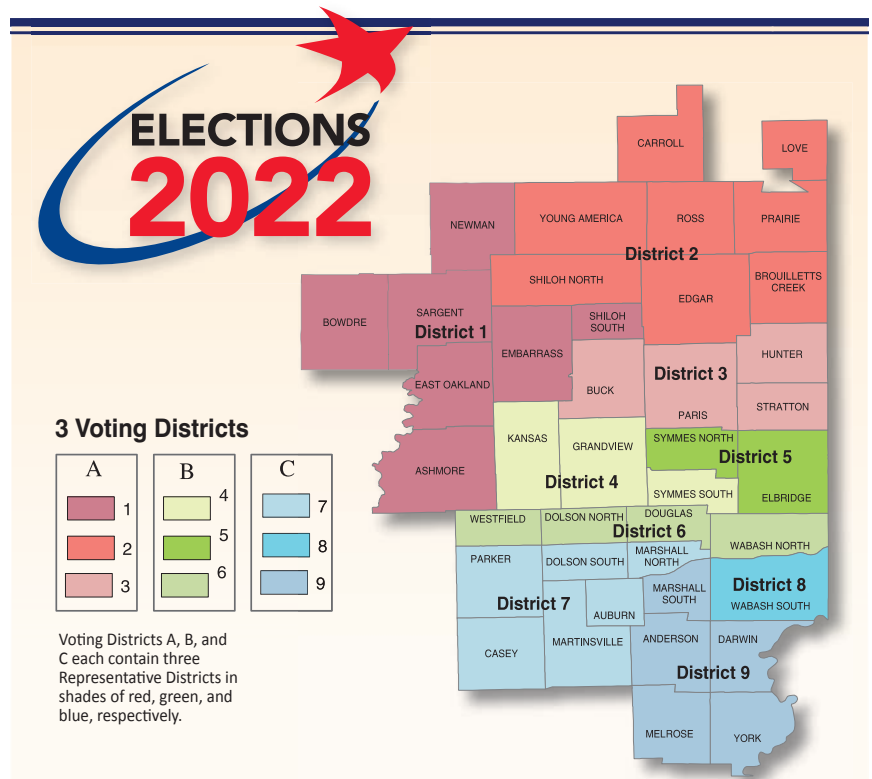 ELECTIONS
2022
CARROLL
LOVE
NEWMAN
YOUNG AMERICA
ROSS
PRAIRIE
District 2
SHILOH NORTH
BROUILLETTS
CREEK
EDGAR
BOWDRE
SARGENT
District 1
SHILOH
SOUTH
EMBARRASS
HUNTER
EAST OAKLAND
BUCK
District 3
STRATTON
PARIS
KANSAS
GRANDVIEW
SYMMES NORTH
District 5
ASHMORE
District 4
SYMMES SOUTH
ELBRIDGE
WESTFIELD
DOLSON NORTH
DOUGLAS
District 6
WABASH NORTH
PARKER
DOLSON SOUTH
MARSHALL
NORTH
District 7
AUBURN
MARSHALL
SOUTH
District 8
WABASH SOUTH
CASEY
MARTINSVILLE
ANDERSON
DARWIN
District 9
MELROSE
YORK
3 Voting Districts
A
1
2
3
B
4
5
6
C
7
8
9
Voting Districts A, B, and
C each contain three
Representative Districts in
shades of red, green, and
blue, respectively.